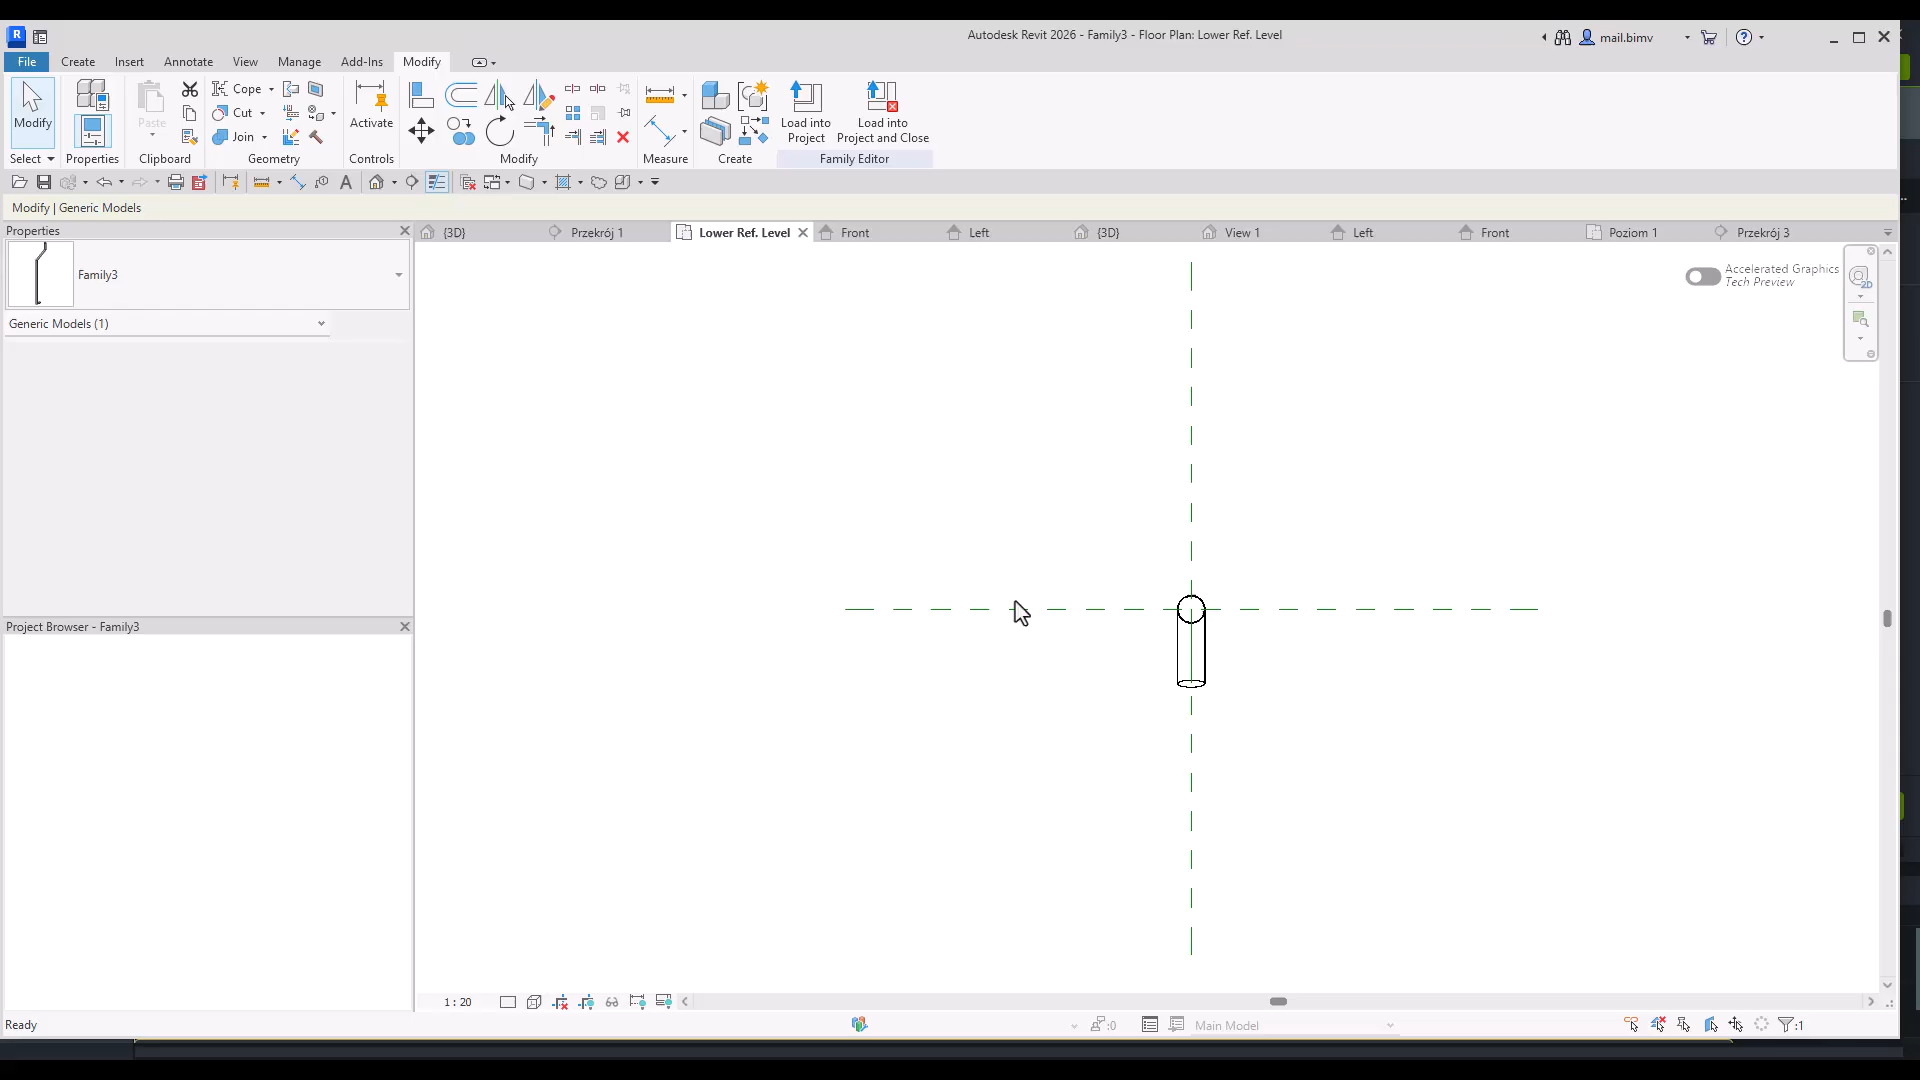 R
Autodesk Revit 2026 - Family3 - Floor Plan: Lower Ref. Level
mail.bimv
File
Create
Insert
Annotate
View
Manage
Add-Ins
Modify
Modify
Paste
Cope
Cut
Join
Activate
Load into Project
Load into Project and Close
Select
Properties
Clipboard
Geometry
Controls
Modify
Measure
Create
Family Editor
A
Modify | Generic Models
Properties
{3D}
Przekrój 1
Lower Ref. Level
Front
Left
{3D}
View 1
Left
Front
Poziom 1
Przekrój 3
Family3
Accelerated Graphics
Tech Preview
2D
Generic Models (1)
Project Browser - Family3
1 : 20
Ready
:0
Main Model
:1